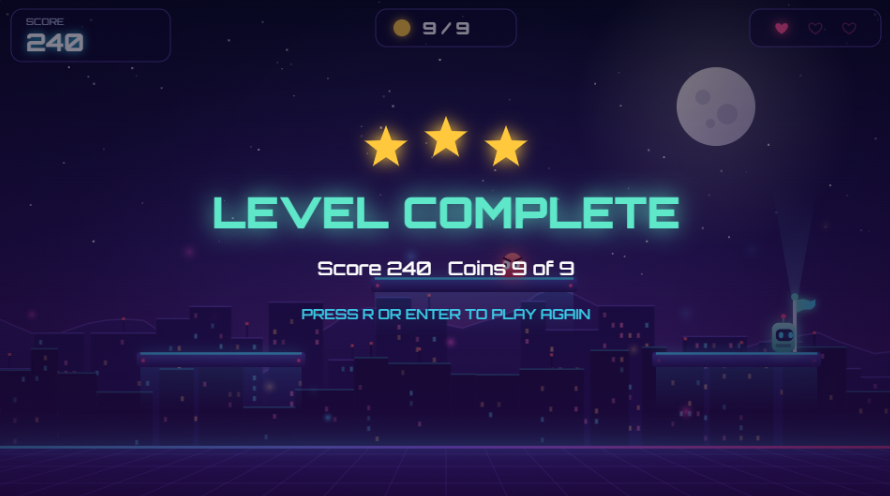 SCORE
240
9 / 9
LEVEL COMPLETE
Score 240 Coins 9 of 9
PRESS R OR ENTER TO PLAY AGAIN